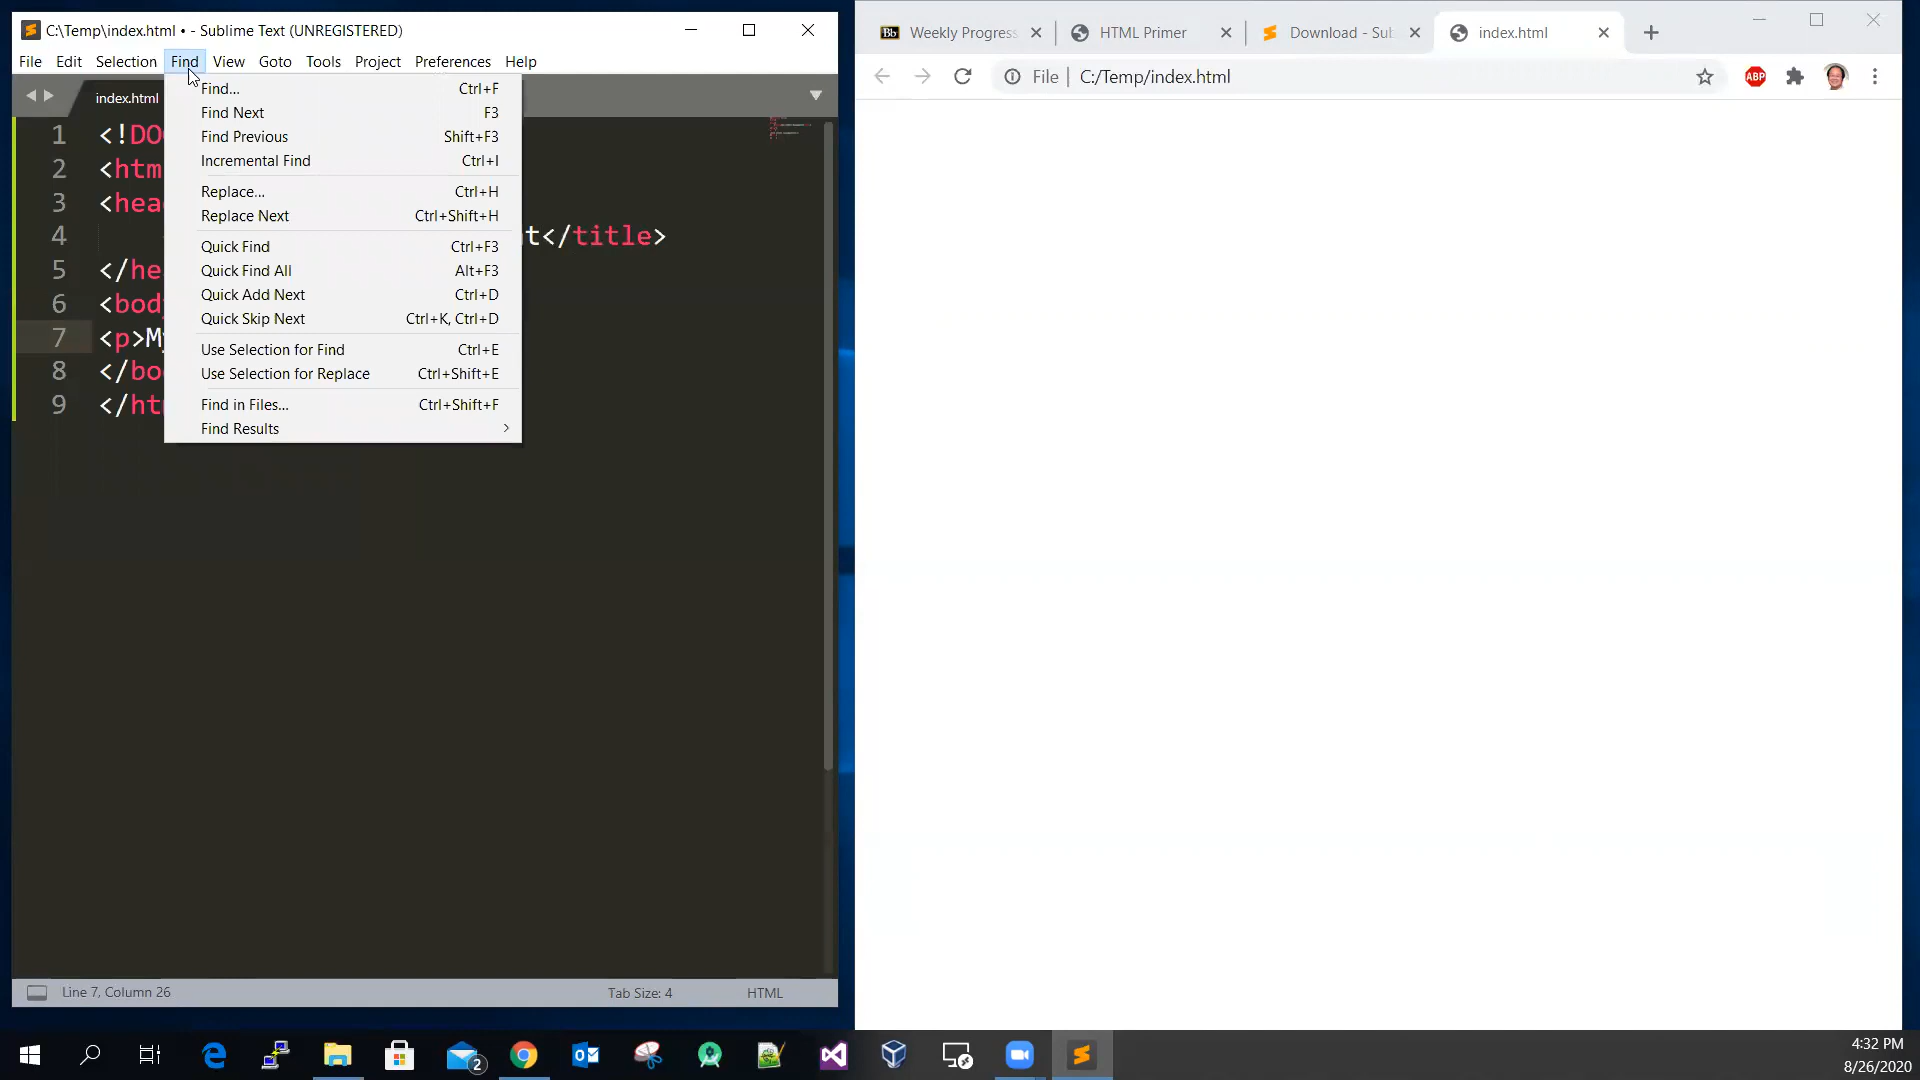 C:\Temp\index.html • - Sublime Text (UNREGISTERED)
File Edit Selection Find View Goto Tools Project Preferences Help
index.html
Find... Ctrl+F
Find Next F3
Find Previous Shift+F3
Incremental Find Ctrl+I
Replace... Ctrl+H
Replace Next Ctrl+Shift+H
Quick Find Ctrl+F3
Quick Find All Alt+F3
Quick Add Next Ctrl+D
Quick Skip Next Ctrl+K, Ctrl+D
Use Selection for Find Ctrl+E
Use Selection for Replace Ctrl+Shift+E
Find in Files... Ctrl+Shift+F
Find Results
1 <!DO
2 <htm
3 <hea
4 t</title>
5 </he
6 <bod
7 <p>M
8 </bo
9 </ht
Line 7, Column 26 Tab Size: 4 HTML
Bb Weekly Progress HTML Primer Download - Sub index.html
File C:/Temp/index.html
ABP
2
4:32 PM
8/26/2020